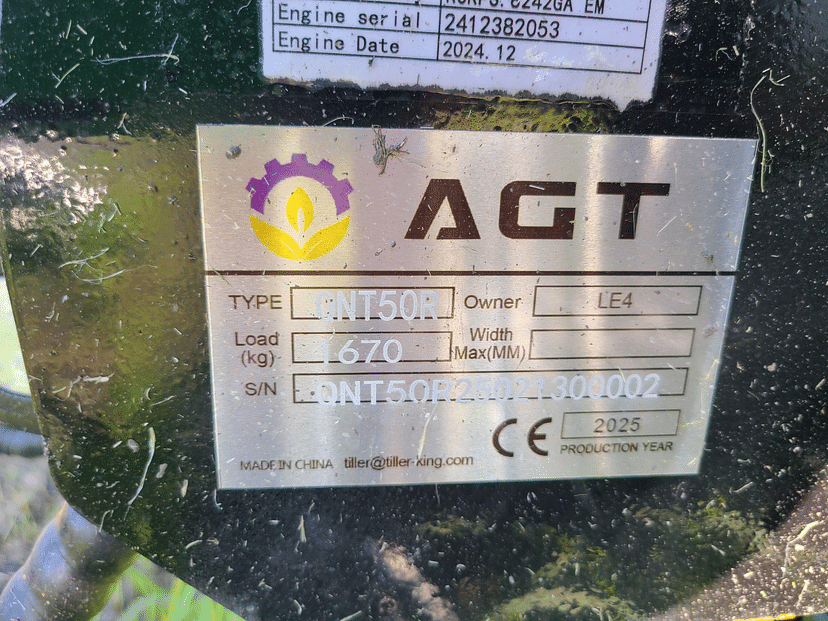 Engine serial 2412382053
Engine Date 2024.12
AGT
TYPE QNT50R Owner LE4
Load (kg) 1670 Width Max(MM)
S/N QNT50R25021300002
CE 2025
PRODUCTION YEAR
MADE IN CHINA tiller@tiller-king.com